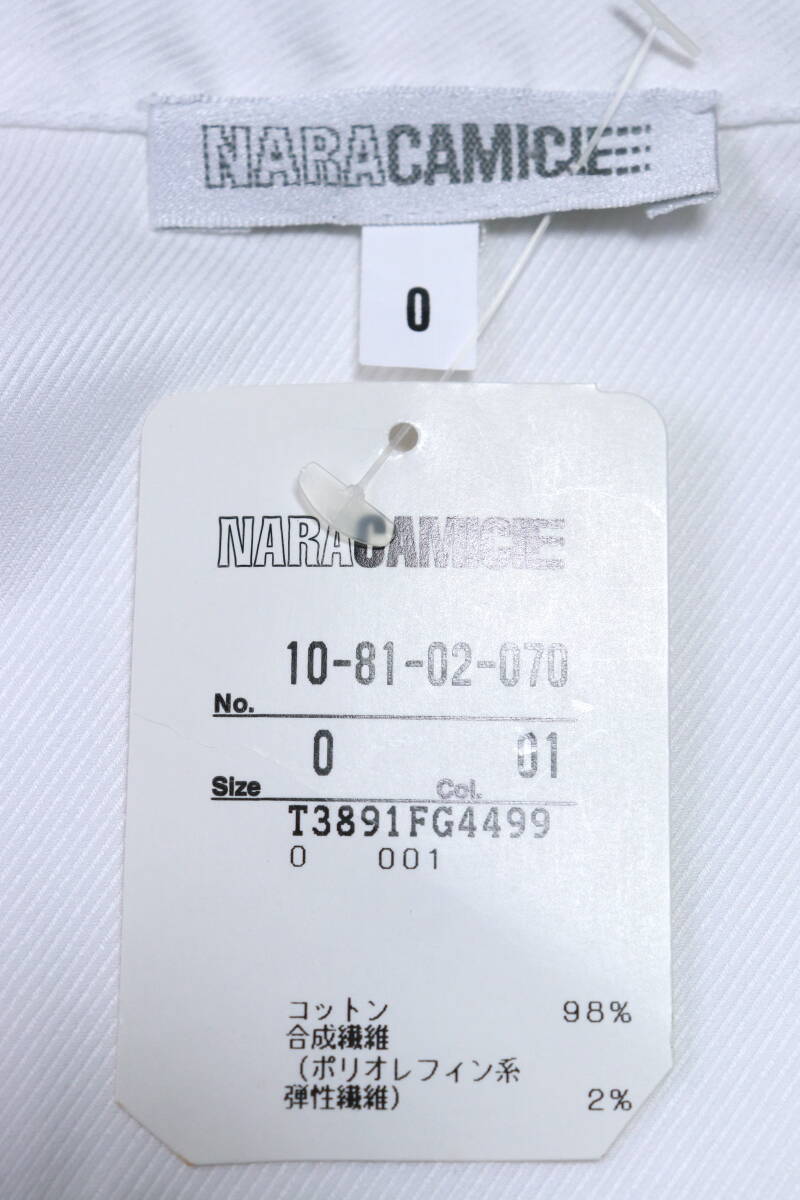 NARACAMICIE
0
NARACAMICIE
10-81-02-070
No.
0 01
Size Col.
T3891FG4499
0 001
コットン 98%
合成繊維
(ポリオレフィン系
弾性繊維) 2%